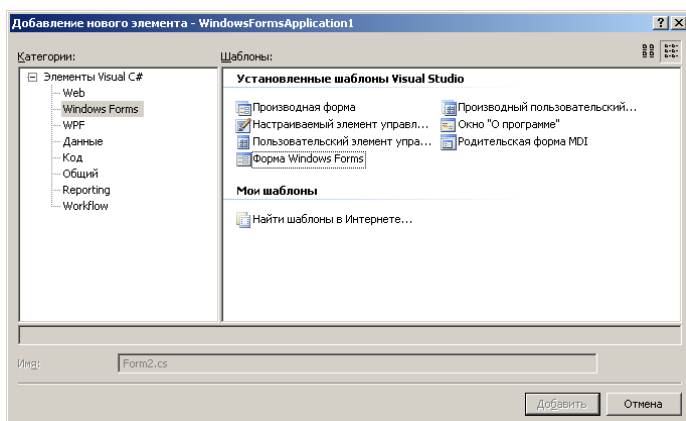 Добавление нового элемента - WindowsFormsApplication1
Категории:
Шаблоны:
Элементы Visual C#
Web
Windows Forms
WPF
Данные
Код
Общий
Reporting
Workflow
Установленные шаблоны Visual Studio
Производная форма
Производный пользовательский...
Настраиваемый элемент управл...
Окно "О программе"
Пользовательский элемент упра...
Родительская форма MDI
Форма Windows Forms
Мои шаблоны
Найти шаблоны в Интернете...
Имя:
Form2.cs
Добавить
Отмена